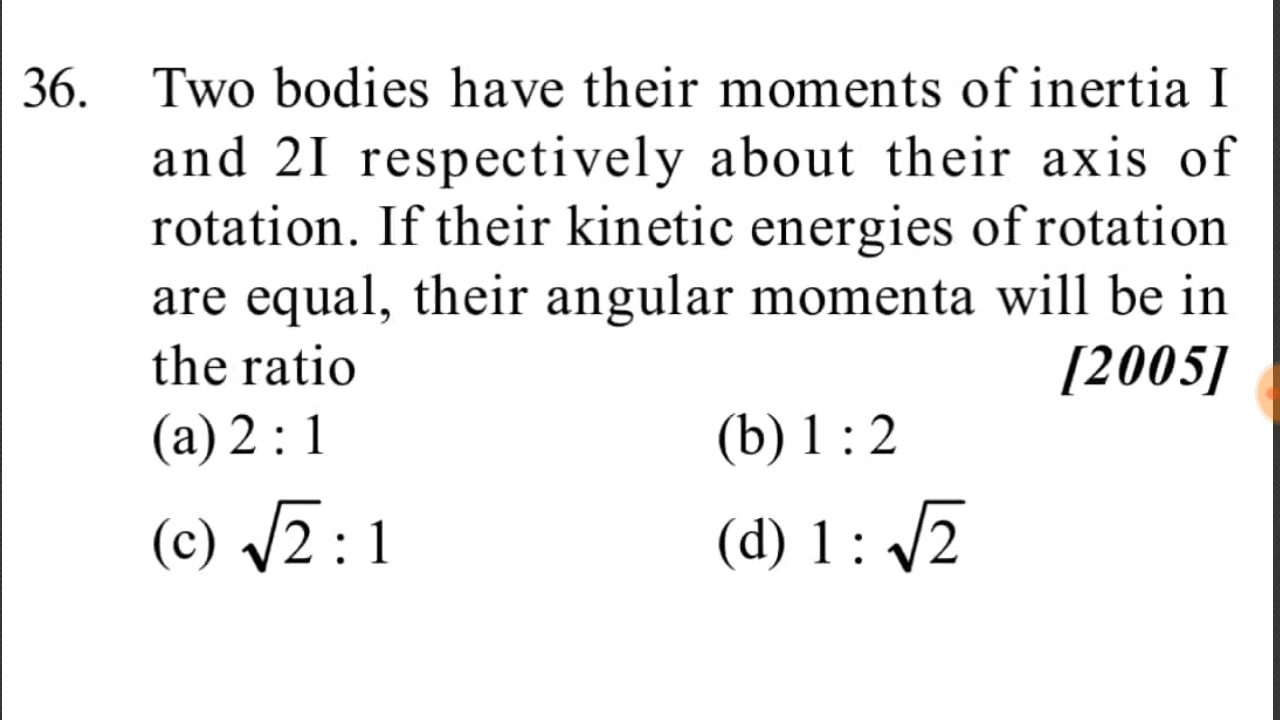 36. Two bodies have their moments of inertia I
and 2I respectively about their axis of
rotation. If their kinetic energies of rotation
are equal, their angular momenta will be in
the ratio [2005]
(a) 2 : 1 (b) 1 : 2
(c) √2 : 1 (d) 1 : √2